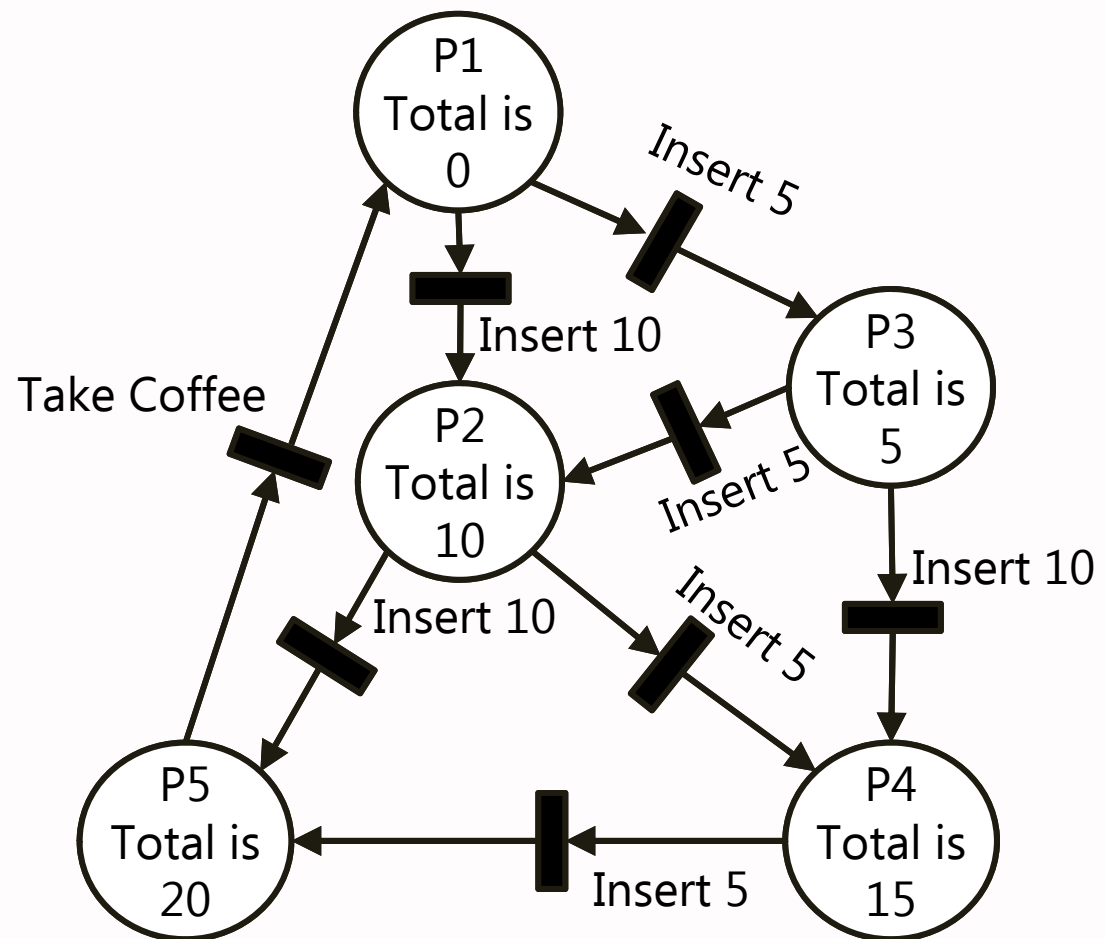 P1
Total is
0
Insert 5
Insert 10
P3
Total is
5
Take Coffee
P2
Total is
10
Insert 5
Insert 10
Insert 10
Insert 5
P5
Total is
20
P4
Total is
15
Insert 5